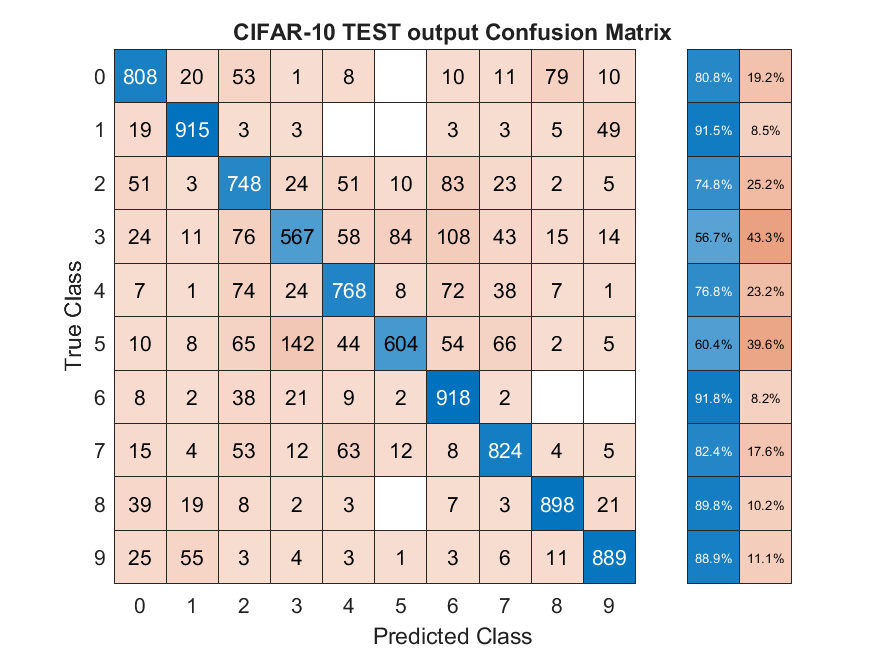 CIFAR-10 TEST output Confusion Matrix
0 808 20 53 1 8 10 11 79 10 80.8% 19.2%
1 19 915 3 3 3 3 5 49 91.5% 8.5%
2 51 3 748 24 51 10 83 23 2 5 74.8% 25.2%
3 24 11 76 567 58 84 108 43 15 14 56.7% 43.3%
4 7 1 74 24 768 8 72 38 7 1 76.8% 23.2%
5 10 8 65 142 44 604 54 66 2 5 60.4% 39.6%
6 8 2 38 21 9 2 918 2 91.8% 8.2%
7 15 4 53 12 63 12 8 824 4 5 82.4% 17.6%
8 39 19 8 2 3 7 3 898 21 89.8% 10.2%
9 25 55 3 4 3 1 3 6 11 889 88.9% 11.1%
0 1 2 3 4 5 6 7 8 9
Predicted Class
True Class